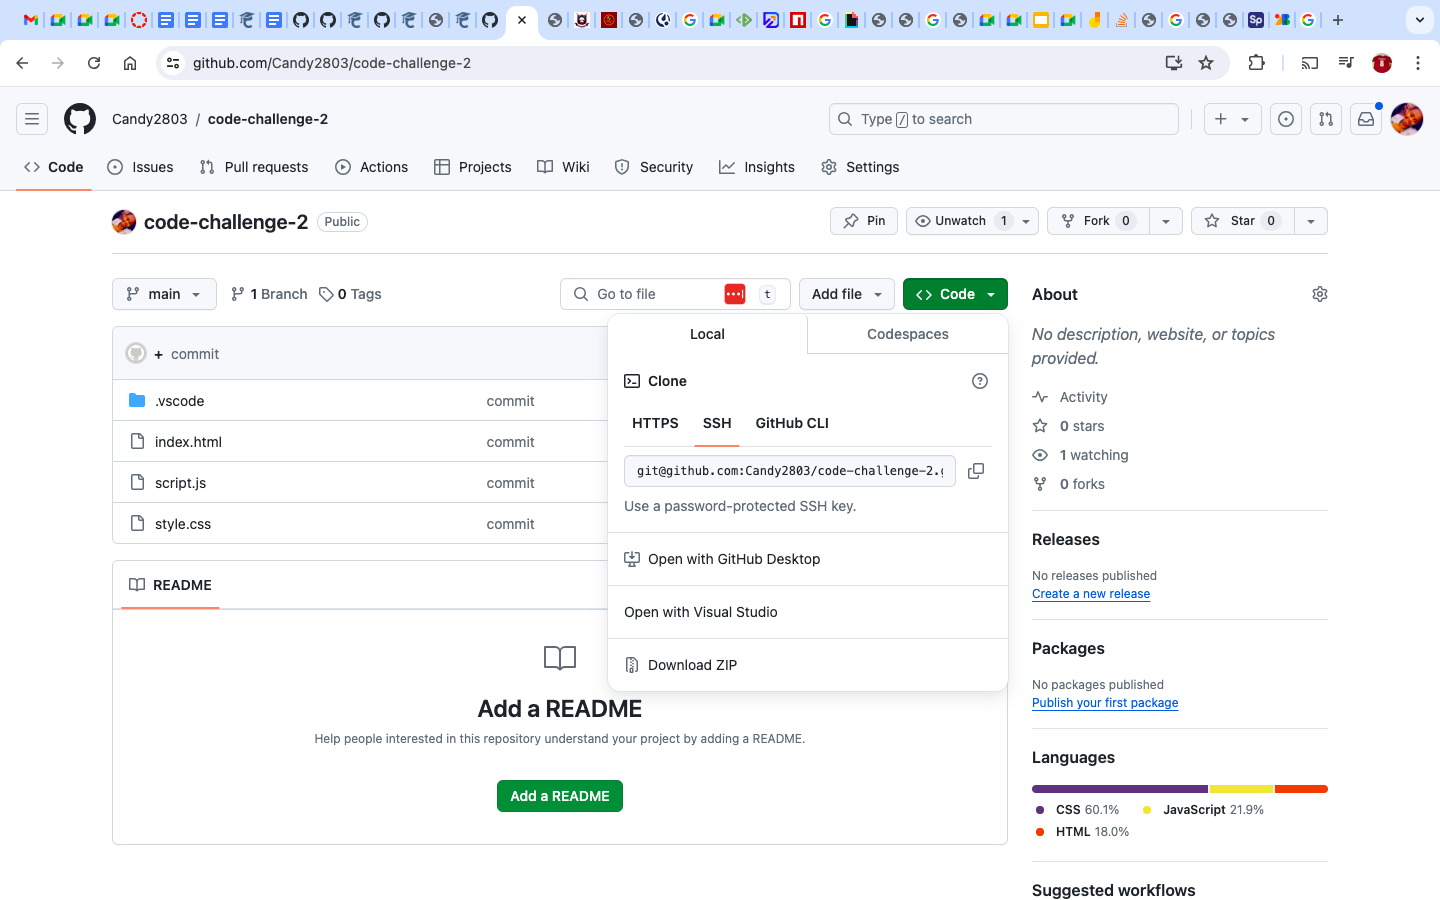 github.com/Candy2803/code-challenge-2
Candy2803 / code-challenge-2
Type / to search
Code Issues Pull requests Actions Projects Wiki Security Insights Settings
code-challenge-2 Public
Pin Unwatch 1 Fork 0 Star 0
main 1 Branch 0 Tags Go to file t Add file Code
+ commit
.vscode commit
index.html commit
script.js commit
style.css commit
README
Add a README
Help people interested in this repository understand your project by adding a README.
Add a README
Local Codespaces
Clone
HTTPS SSH GitHub CLI
git@github.com:Candy2803/code-challenge-2.g
Use a password-protected SSH key.
Open with GitHub Desktop
Open with Visual Studio
Download ZIP
About
No description, website, or topics
provided.
Activity
0 stars
1 watching
0 forks
Releases
No releases published
Create a new release
Packages
No packages published
Publish your first package
Languages
CSS 60.1% JavaScript 21.9%
HTML 18.0%
Suggested workflows